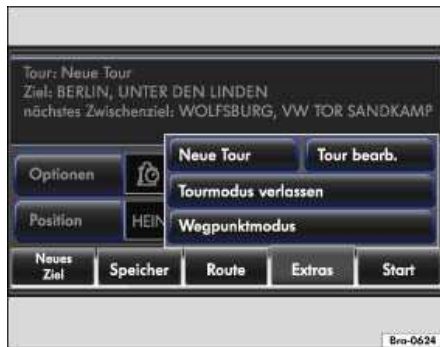 Tour: Neue Tour
Ziel: BERLIN, UNTER DEN LINDEN
nächstes Zwischenziel: WOLFSBURG, VW TOR SANDKAMP
Neue Tour Tour bearb.
Optionen
Tourmodus verlassen
Position HEIN Wegpunktmodus
Neues Ziel Speicher Route Extras Start
Bra-0624